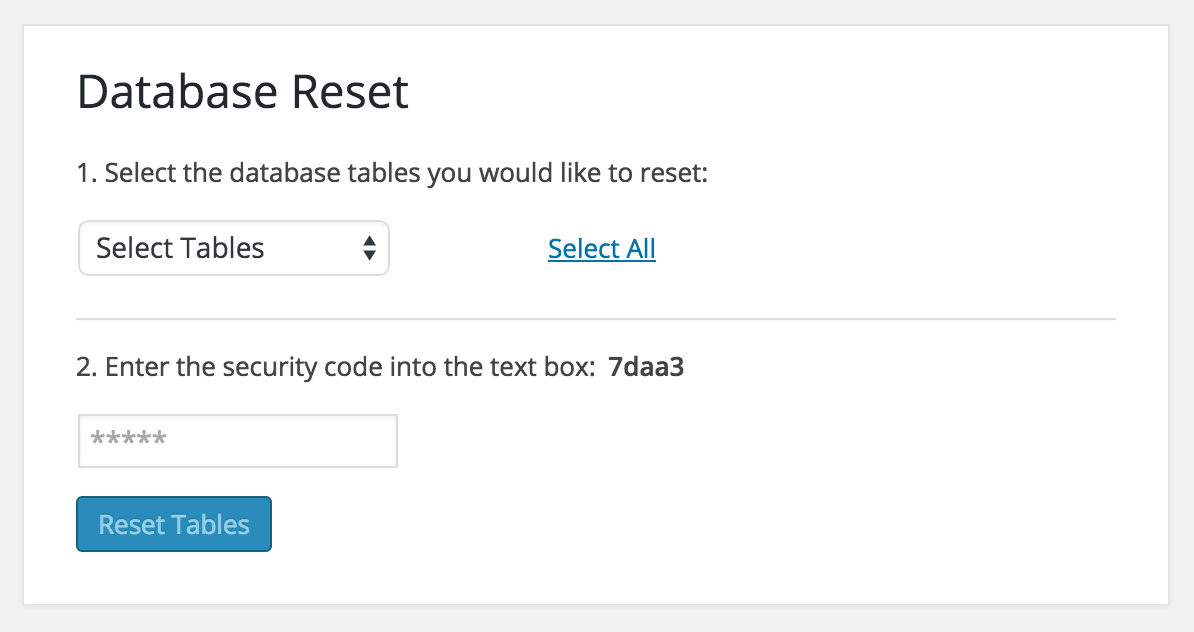 Database Reset
1. Select the database tables you would like to reset:
Select Tables Select All
2. Enter the security code into the text box: 7daa3
*****
Reset Tables